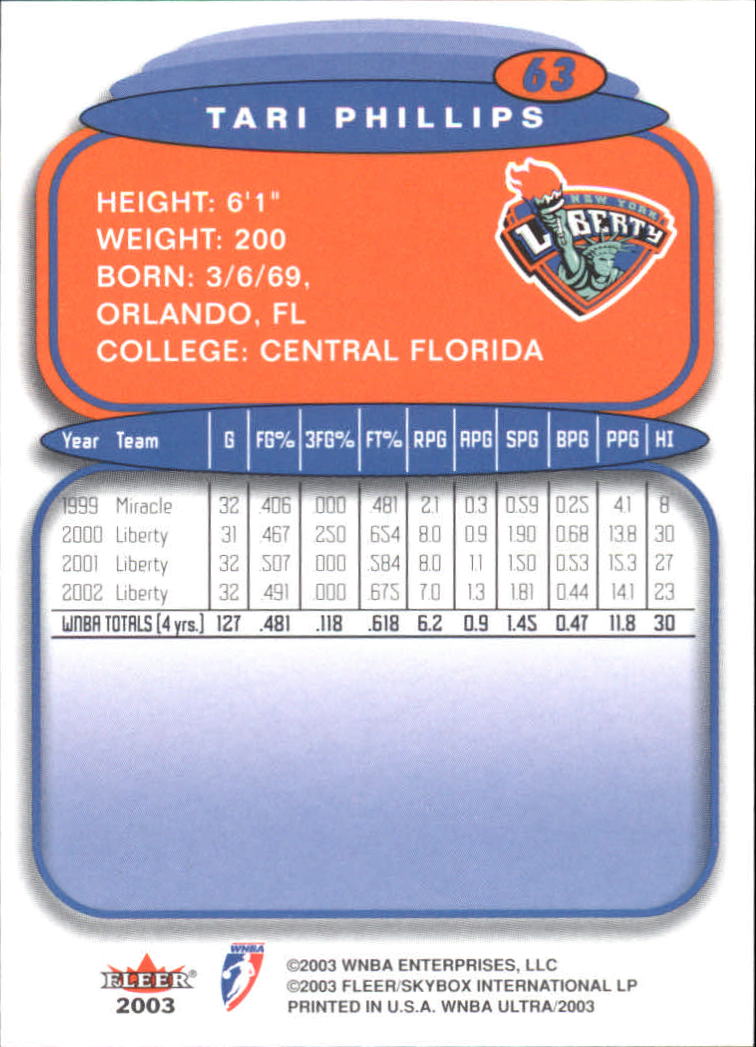 63
TARI PHILLIPS
HEIGHT: 6'1"
WEIGHT: 200
BORN: 3/6/69,
ORLANDO, FL
COLLEGE: CENTRAL FLORIDA
NEW YORK
LIBERTY
Year Team G FG% 3FG% FT% RPG APG SPG BPG PPG HI
1999 Miracle 32 .406 .000 .481 2.1 0.3 0.59 0.25 4.1 8
2000 Liberty 31 .467 .250 .654 8.0 0.9 1.90 0.68 13.8 30
2001 Liberty 32 .507 .000 .584 8.0 1.1 1.50 0.53 15.3 27
2002 Liberty 32 .491 .000 .675 7.0 1.3 1.81 0.44 14.1 23
WNBA TOTALS (4 yrs.) 127 .481 .118 .618 6.2 0.9 1.45 0.47 11.8 30
FLEER®
2003
WNBA
©2003 WNBA ENTERPRISES, LLC
©2003 FLEER/SKYBOX INTERNATIONAL LP
PRINTED IN U.S.A. WNBA ULTRA/2003